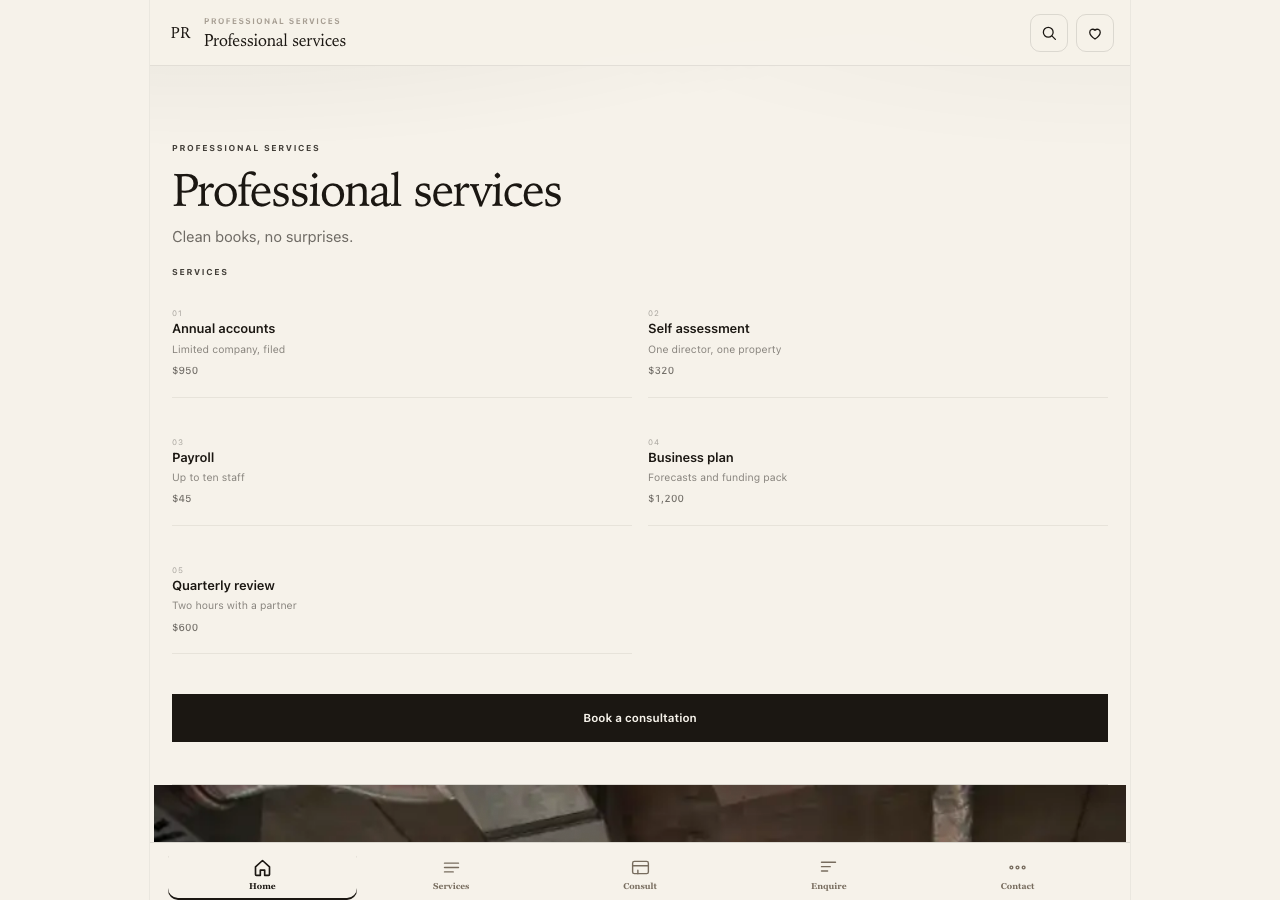 PR
PROFESSIONAL SERVICES
Professional services
PROFESSIONAL SERVICES
Professional services
Clean books, no surprises.
SERVICES
01
Annual accounts
Limited company, filed
$950
02
Self assessment
One director, one property
$320
03
Payroll
Up to ten staff
$45
04
Business plan
Forecasts and funding pack
$1,200
05
Quarterly review
Two hours with a partner
$600
Book a consultation
Home
Services
Consult
Enquire
Contact